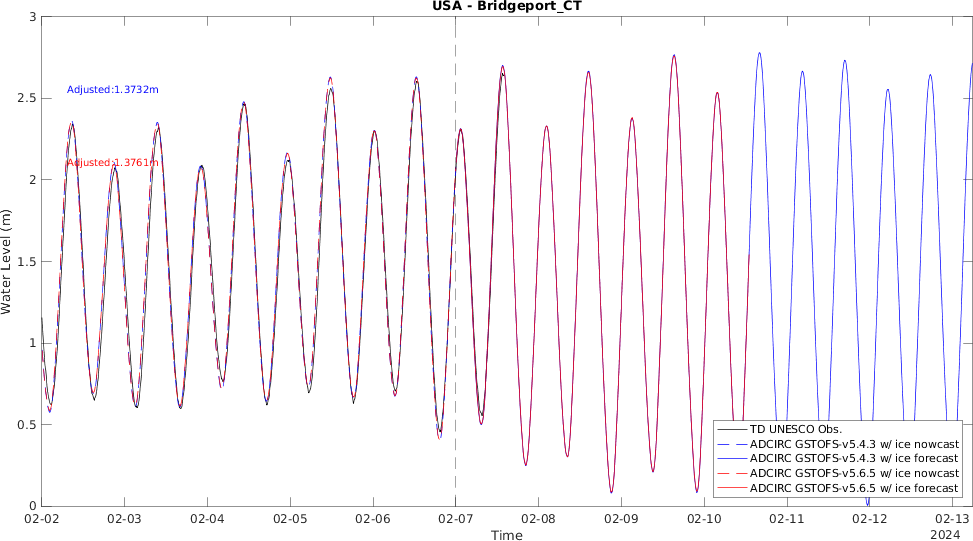 USA - Bridgeport_CT
3
2.5
2
1.5
1
0.5
0
Water Level (m)
Adjusted:1.3732m
Adjusted:1.3761m
TD UNESCO Obs.
ADCIRC GSTOFS-v5.4.3 w/ ice nowcast
ADCIRC GSTOFS-v5.4.3 w/ ice forecast
ADCIRC GSTOFS-v5.6.5 w/ ice nowcast
ADCIRC GSTOFS-v5.6.5 w/ ice forecast
02-02 02-03 02-04 02-05 02-06 02-07 02-08 02-09 02-10 02-11 02-12 02-13
Time
2024